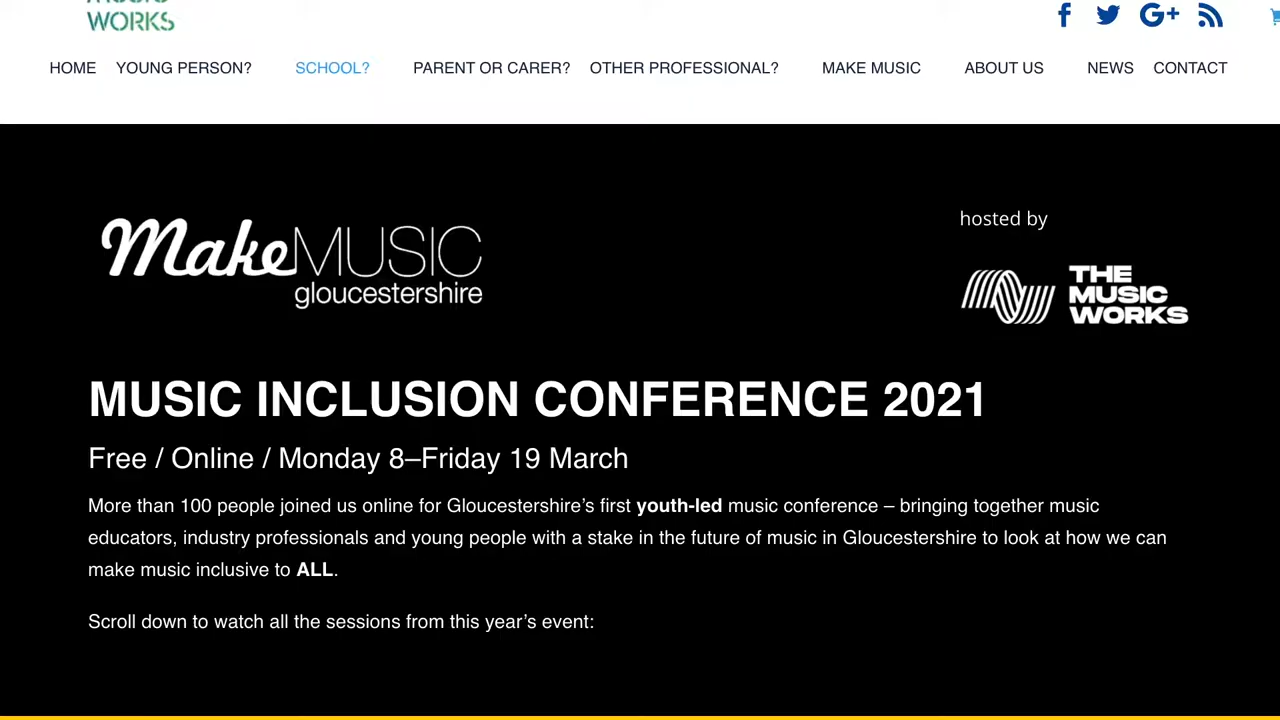 WORKS
HOME YOUNG PERSON? SCHOOL? PARENT OR CARER? OTHER PROFESSIONAL? MAKE MUSIC ABOUT US NEWS CONTACT
Make MUSIC
gloucestershire
hosted by
THE
MUSIC
WORKS
MUSIC INCLUSION CONFERENCE 2021
Free / Online / Monday 8–Friday 19 March
More than 100 people joined us online for Gloucestershire’s first youth-led music conference – bringing together music
educators, industry professionals and young people with a stake in the future of music in Gloucestershire to look at how we can
make music inclusive to ALL.
Scroll down to watch all the sessions from this year’s event: